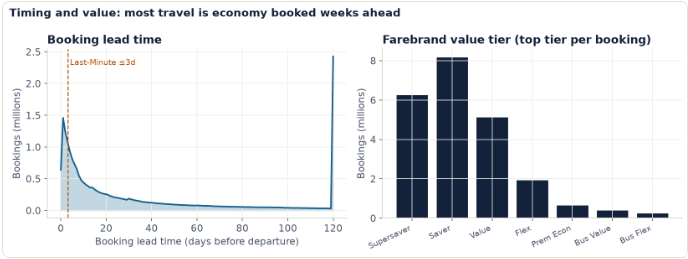 Timing and value: most travel is economy booked weeks ahead
Booking lead time
Bookings (millions)
2.5
2.0
1.5
1.0
0.5
0.0
Last-Minute ≤3d
0 20 40 60 80 100 120
Booking lead time (days before departure)
Farebrand value tier (top tier per booking)
Bookings (millions)
8
6
4
2
0
Supersaver Saver Value Flex Prem Econ Bus Value Bus Flex